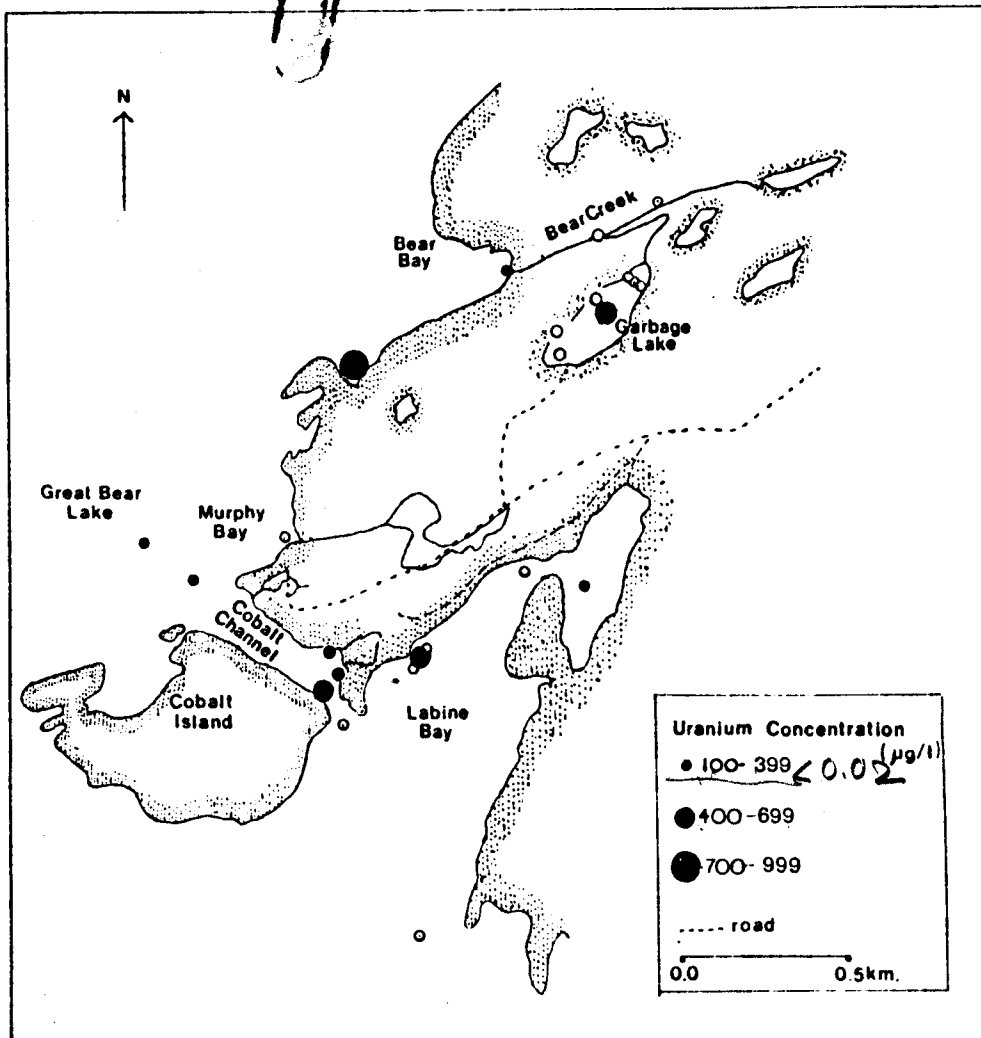 N
Bear Creek
Bear
Bay
Garbage
Lake
Great Bear
Lake
Murphy
Bay
Cobalt
Channel
Cobalt
Island
Labine
Bay
Uranium Concentration
(µg/l)
100-399 < 0.02
400-699
700-999
road
0.0 0.5km.